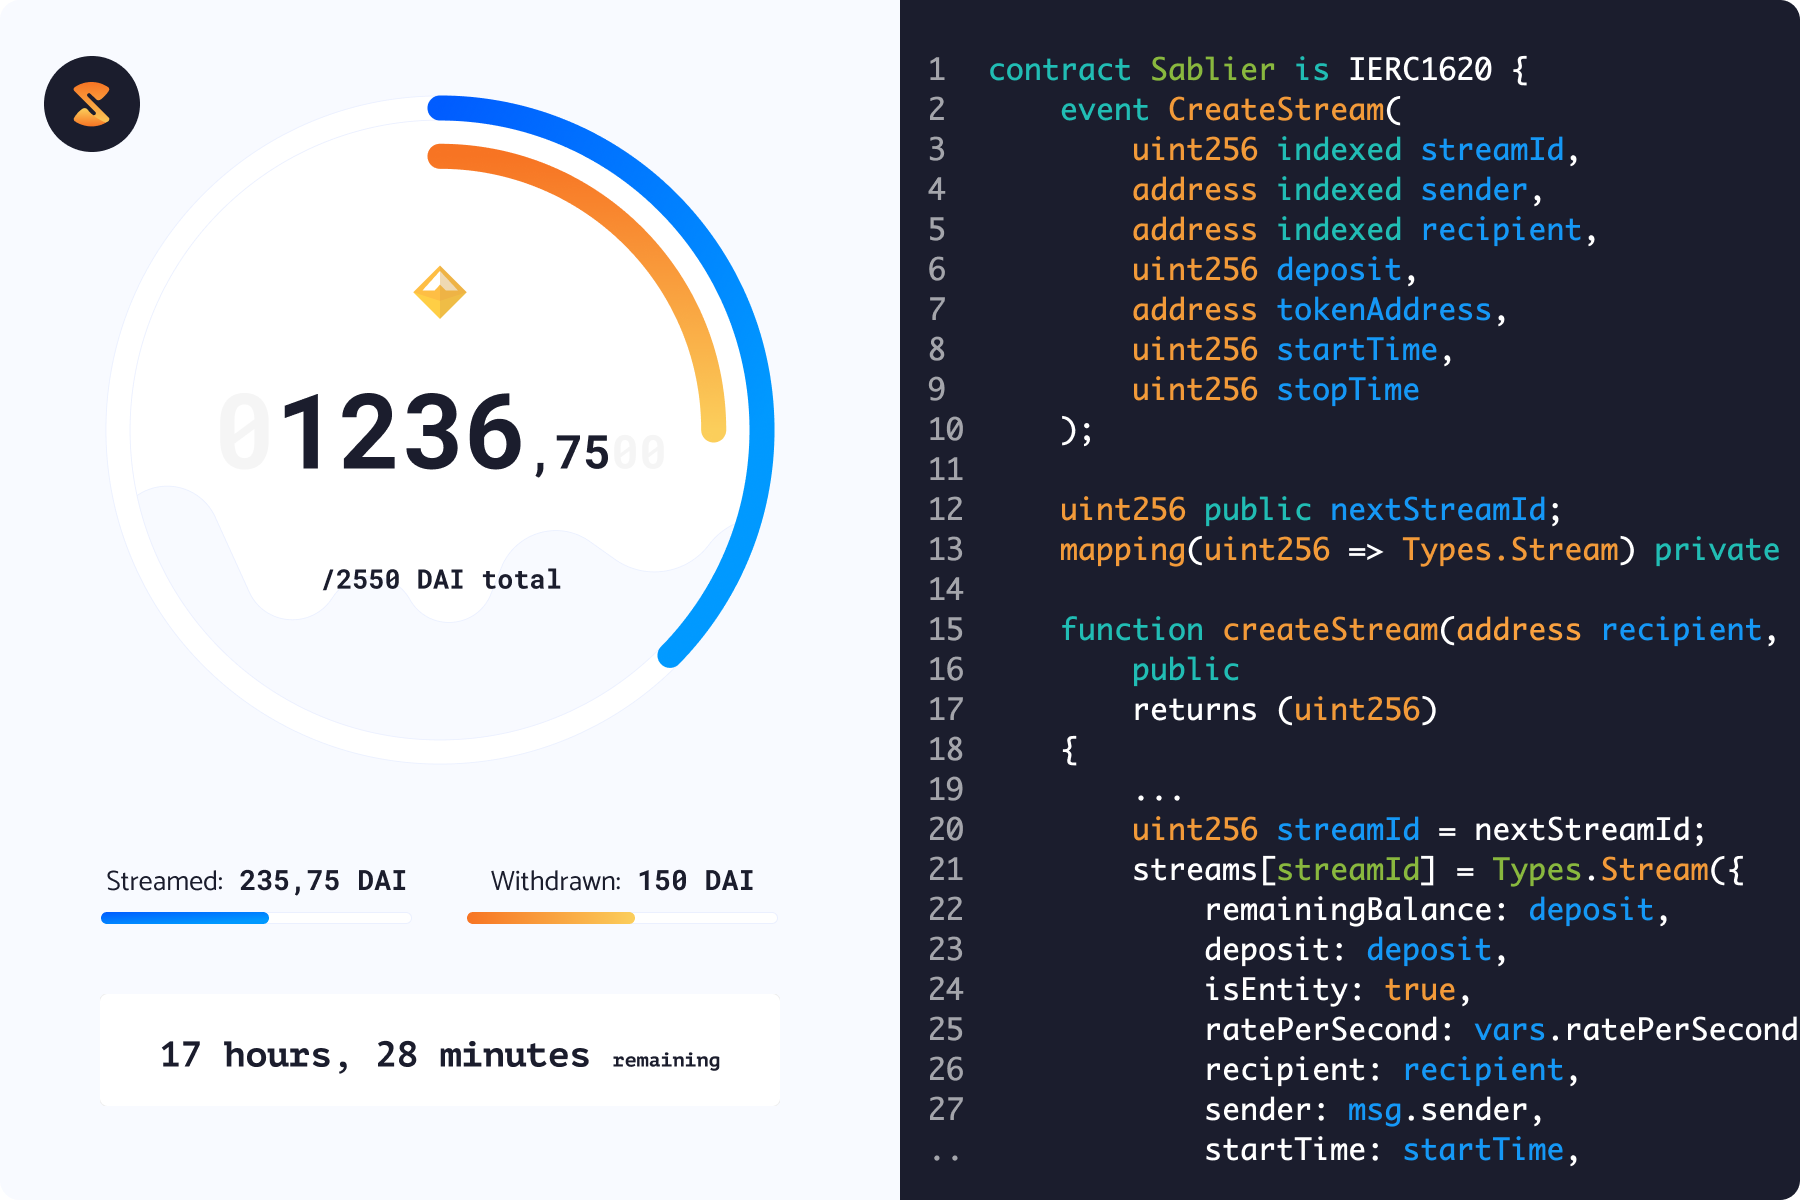 01236,7500
/2550 DAI total
Streamed: 235,75 DAI
Withdrawn: 150 DAI
17 hours, 28 minutes remaining
1 contract Sablier is IERC1620 {
2 event CreateStream(
3 uint256 indexed streamId,
4 address indexed sender,
5 address indexed recipient,
6 uint256 deposit,
7 address tokenAddress,
8 uint256 startTime,
9 uint256 stopTime
10 );
11
12 uint256 public nextStreamId;
13 mapping(uint256 => Types.Stream) private
14
15 function createStream(address recipient,
16 public
17 returns (uint256)
18 {
19 ...
20 uint256 streamId = nextStreamId;
21 streams[streamId] = Types.Stream({
22 remainingBalance: deposit,
23 deposit: deposit,
24 isEntity: true,
25 ratePerSecond: vars.ratePerSecond
26 recipient: recipient,
27 sender: msg.sender,
.. startTime: startTime,